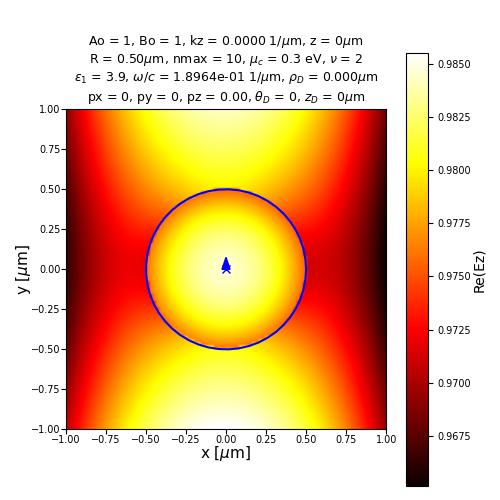 Ao = 1, Bo = 1, kz = 0.0000 1/μm, z = 0μm
R = 0.50μm, nmax = 10, μc = 0.3 eV, ν = 2
ε1 = 3.9, ω/c = 1.8964e-01 1/μm, ρD = 0.000μm
px = 0, py = 0, pz = 0.00, θD = 0, zD = 0μm
1.00
0.75
0.50
0.25
0.00
−0.25
−0.50
−0.75
−1.00
y [μm]
−1.00 −0.75 −0.50 −0.25 0.00 0.25 0.50 0.75 1.00
x [μm]
0.9850
0.9825
0.9800
0.9775
0.9750
0.9725
0.9700
0.9675
Re(Ez)